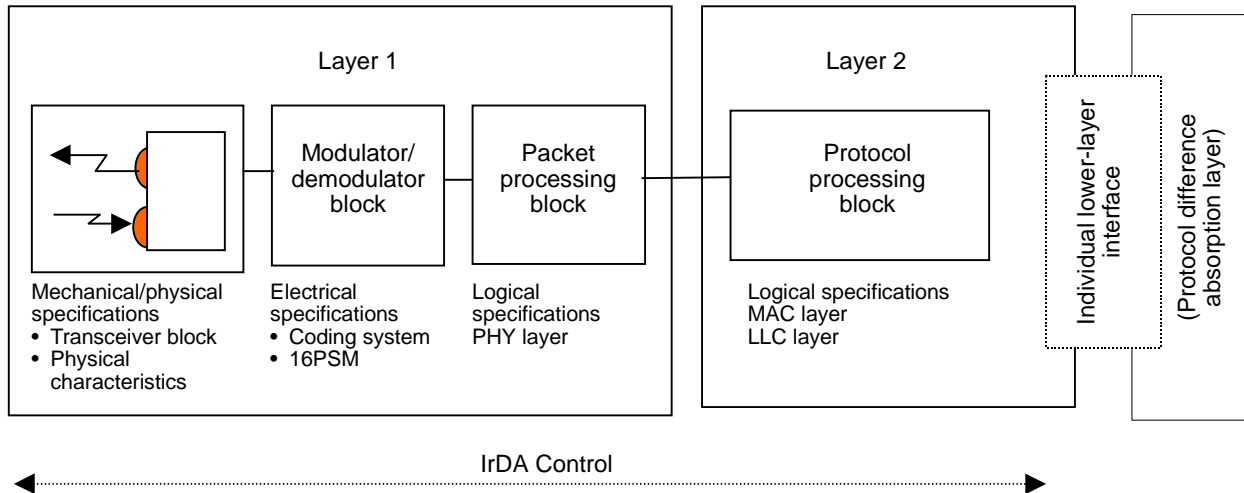 Layer 1
Modulator/
demodulator
block
Packet
processing
block
Mechanical/physical
specifications
• Transceiver block
• Physical
characteristics
Electrical
specifications
• Coding system
• 16PSM
Logical
specifications
PHY layer
Layer 2
Protocol
processing
block
Logical specifications
MAC layer
LLC layer
Individual lower-layer
interface
(Protocol difference
absorption layer)
IrDA Control